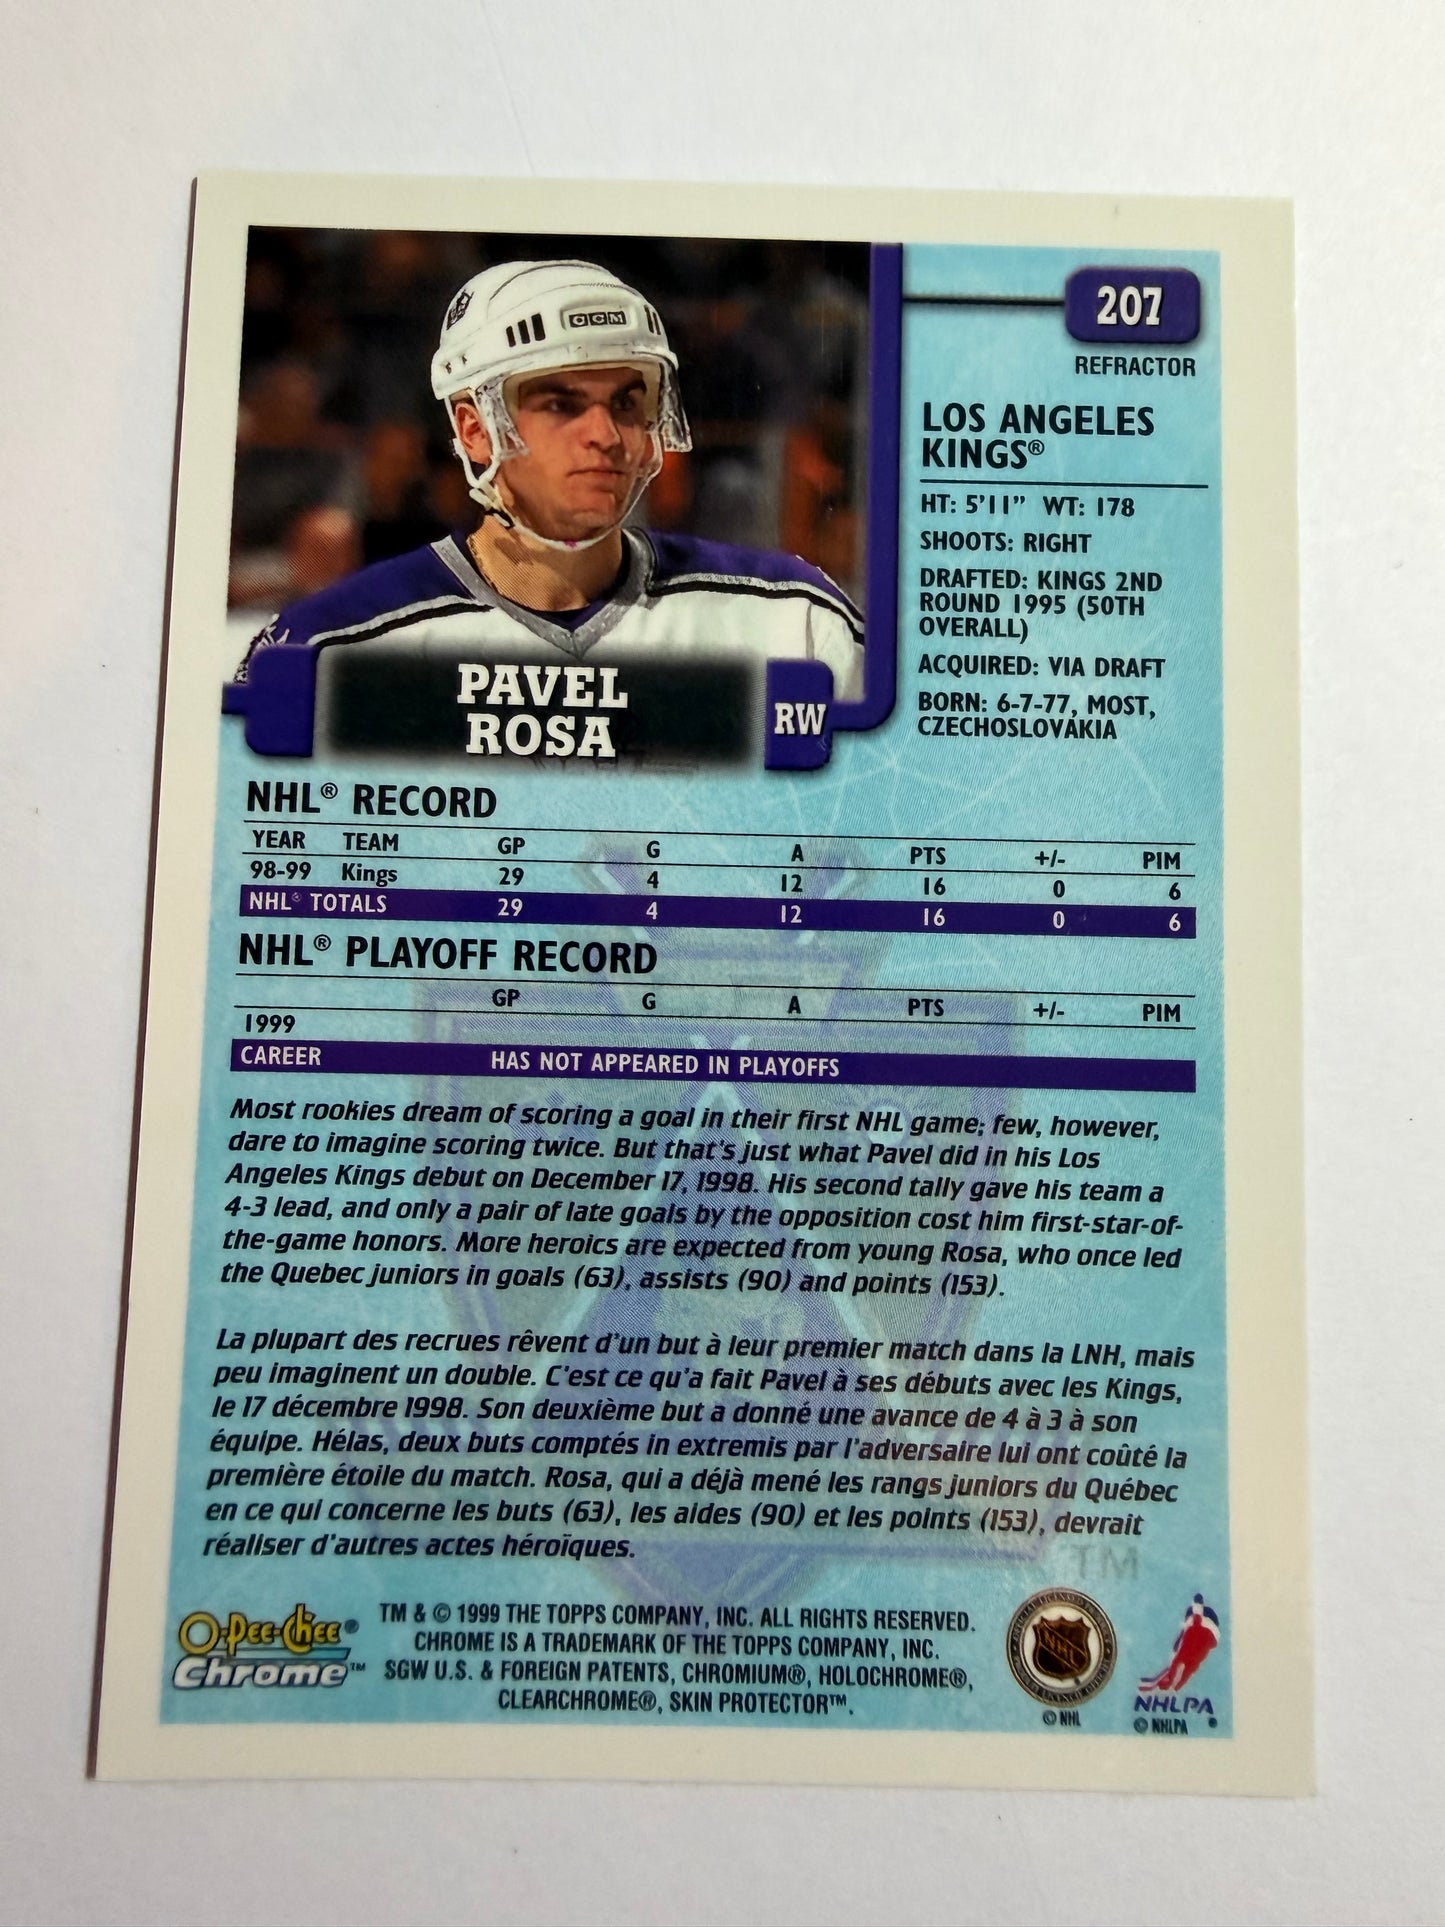 CCM
207
REFRACTOR
LOS ANGELES
KINGS®
HT: 5'11" WT: 178
SHOOTS: RIGHT
DRAFTED: KINGS 2ND
ROUND 1995 (50TH
OVERALL)
ACQUIRED: VIA DRAFT
BORN: 6-7-77, MOST,
CZECHOSLOVAKIA
PAVEL
ROSA
RW
NHL® RECORD
YEAR TEAM GP G A PTS +/- PIM
98-99 Kings 29 4 12 16 0 6
NHL® TOTALS 29 4 12 16 0 6
NHL® PLAYOFF RECORD
GP G A PTS +/- PIM
1999
CAREER HAS NOT APPEARED IN PLAYOFFS
Most rookies dream of scoring a goal in their first NHL game; few, however,
dare to imagine scoring twice. But that's just what Pavel did in his Los
Angeles Kings debut on December 17, 1998. His second tally gave his team a
4-3 lead, and only a pair of late goals by the opposition cost him first-star-of-
the-game honors. More heroics are expected from young Rosa, who once led
the Quebec juniors in goals (63), assists (90) and points (153).
La plupart des recrues rêvent d'un but à leur premier match dans la LNH, mais
peu imaginent un double. C'est ce qu'a fait Pavel à ses débuts avec les Kings,
le 17 décembre 1998. Son deuxième but a donné une avance de 4 à 3 à son
équipe. Hélas, deux buts comptés in extremis par l'adversaire lui ont coûté la
première étoile du match. Rosa, qui a déjà mené les rangs juniors du Québec
en ce qui concerne les buts (63), les aides (90) et les points (153), devrait
réaliser d'autres actes héroïques.
TM
O-Pee-Chee®
Chrome™
TM & © 1999 THE TOPPS COMPANY, INC. ALL RIGHTS RESERVED.
CHROME IS A TRADEMARK OF THE TOPPS COMPANY, INC.
SGW U.S. & FOREIGN PATENTS, CHROMIUM®, HOLOCHROME®,
CLEARCHROME®, SKIN PROTECTOR™.
NHL
© NHL
NHLPA
© NHLPA ®